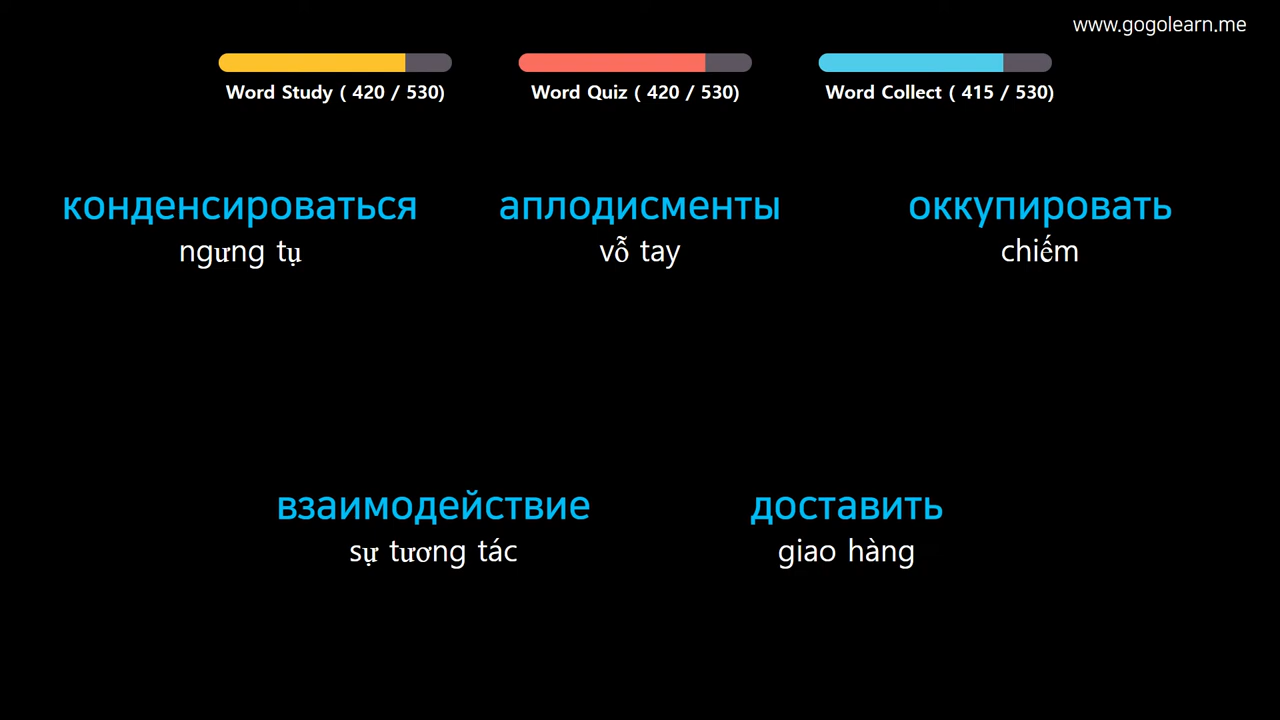 www.gogolearn.me
Word Study ( 420 / 530)
Word Quiz ( 420 / 530)
Word Collect ( 415 / 530)
конденсироваться
ngưng tụ
аплодисменты
vỗ tay
оккупировать
chiếm
взаимодействие
sự tương tác
доставить
giao hàng